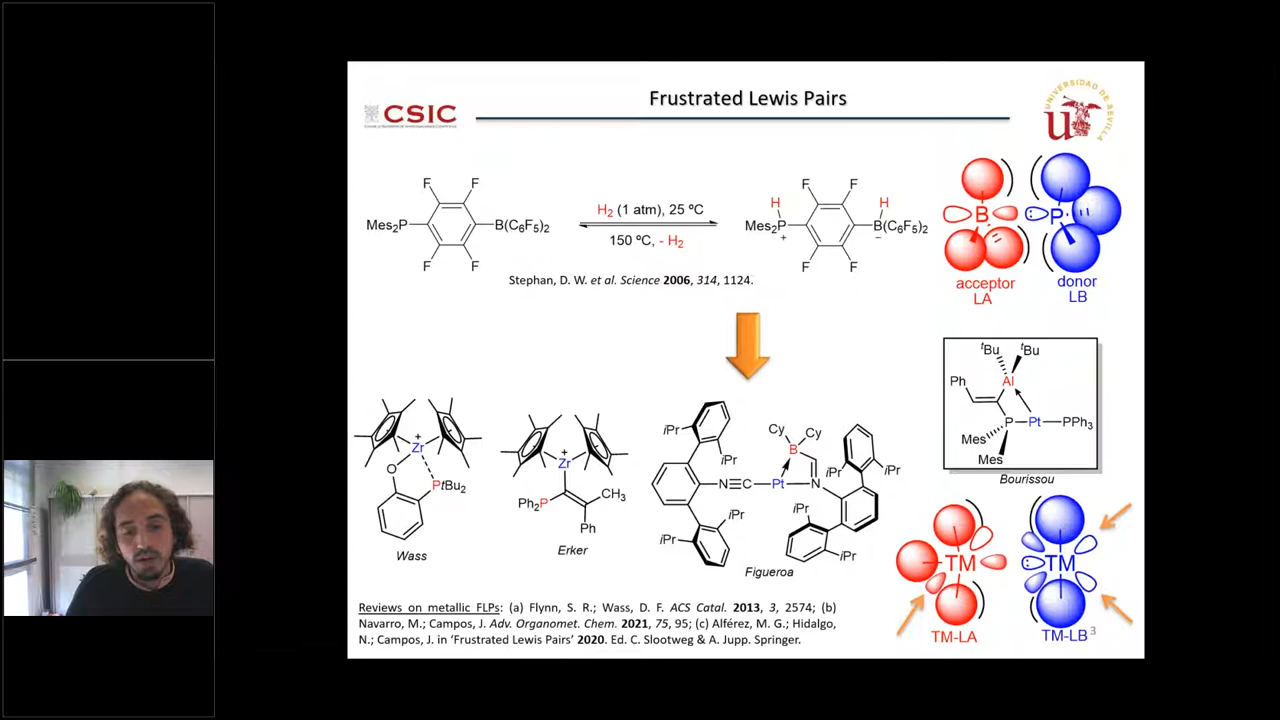 Frustrated Lewis Pairs
CSIC
UNIVERSIDAD DE SEVILLA
F F
Mes2P B(C6F5)2
F F
H2 (1 atm), 25 ºC
150 ºC, - H2
F F
H H
Mes2P B(C6F5)2
+ −
F F
Stephan, D. W. et al. Science 2006, 314, 1124.
B
acceptor
LA
P
donor
LB
+
Zr
O
PtBu2
Wass
+
Zr
Ph2P
CH3
Ph
Erker
iPr
iPr
N C Pt N
B
Cy Cy
iPr iPr
iPr
iPr
iPr
iPr
Figueroa
tBu tBu
Ph Al
P Pt PPh3
Mes
Mes
Bourissou
TM
TM-LA
TM
TM-LB
3
Reviews on metallic FLPs: (a) Flynn, S. R.; Wass, D. F. ACS Catal. 2013, 3, 2574; (b)
Navarro, M.; Campos, J. Adv. Organomet. Chem. 2021, 75, 95; (c) Alférez, M. G.; Hidalgo,
N.; Campos, J. in ‘Frustrated Lewis Pairs’ 2020. Ed. C. Slootweg & A. Jupp. Springer.